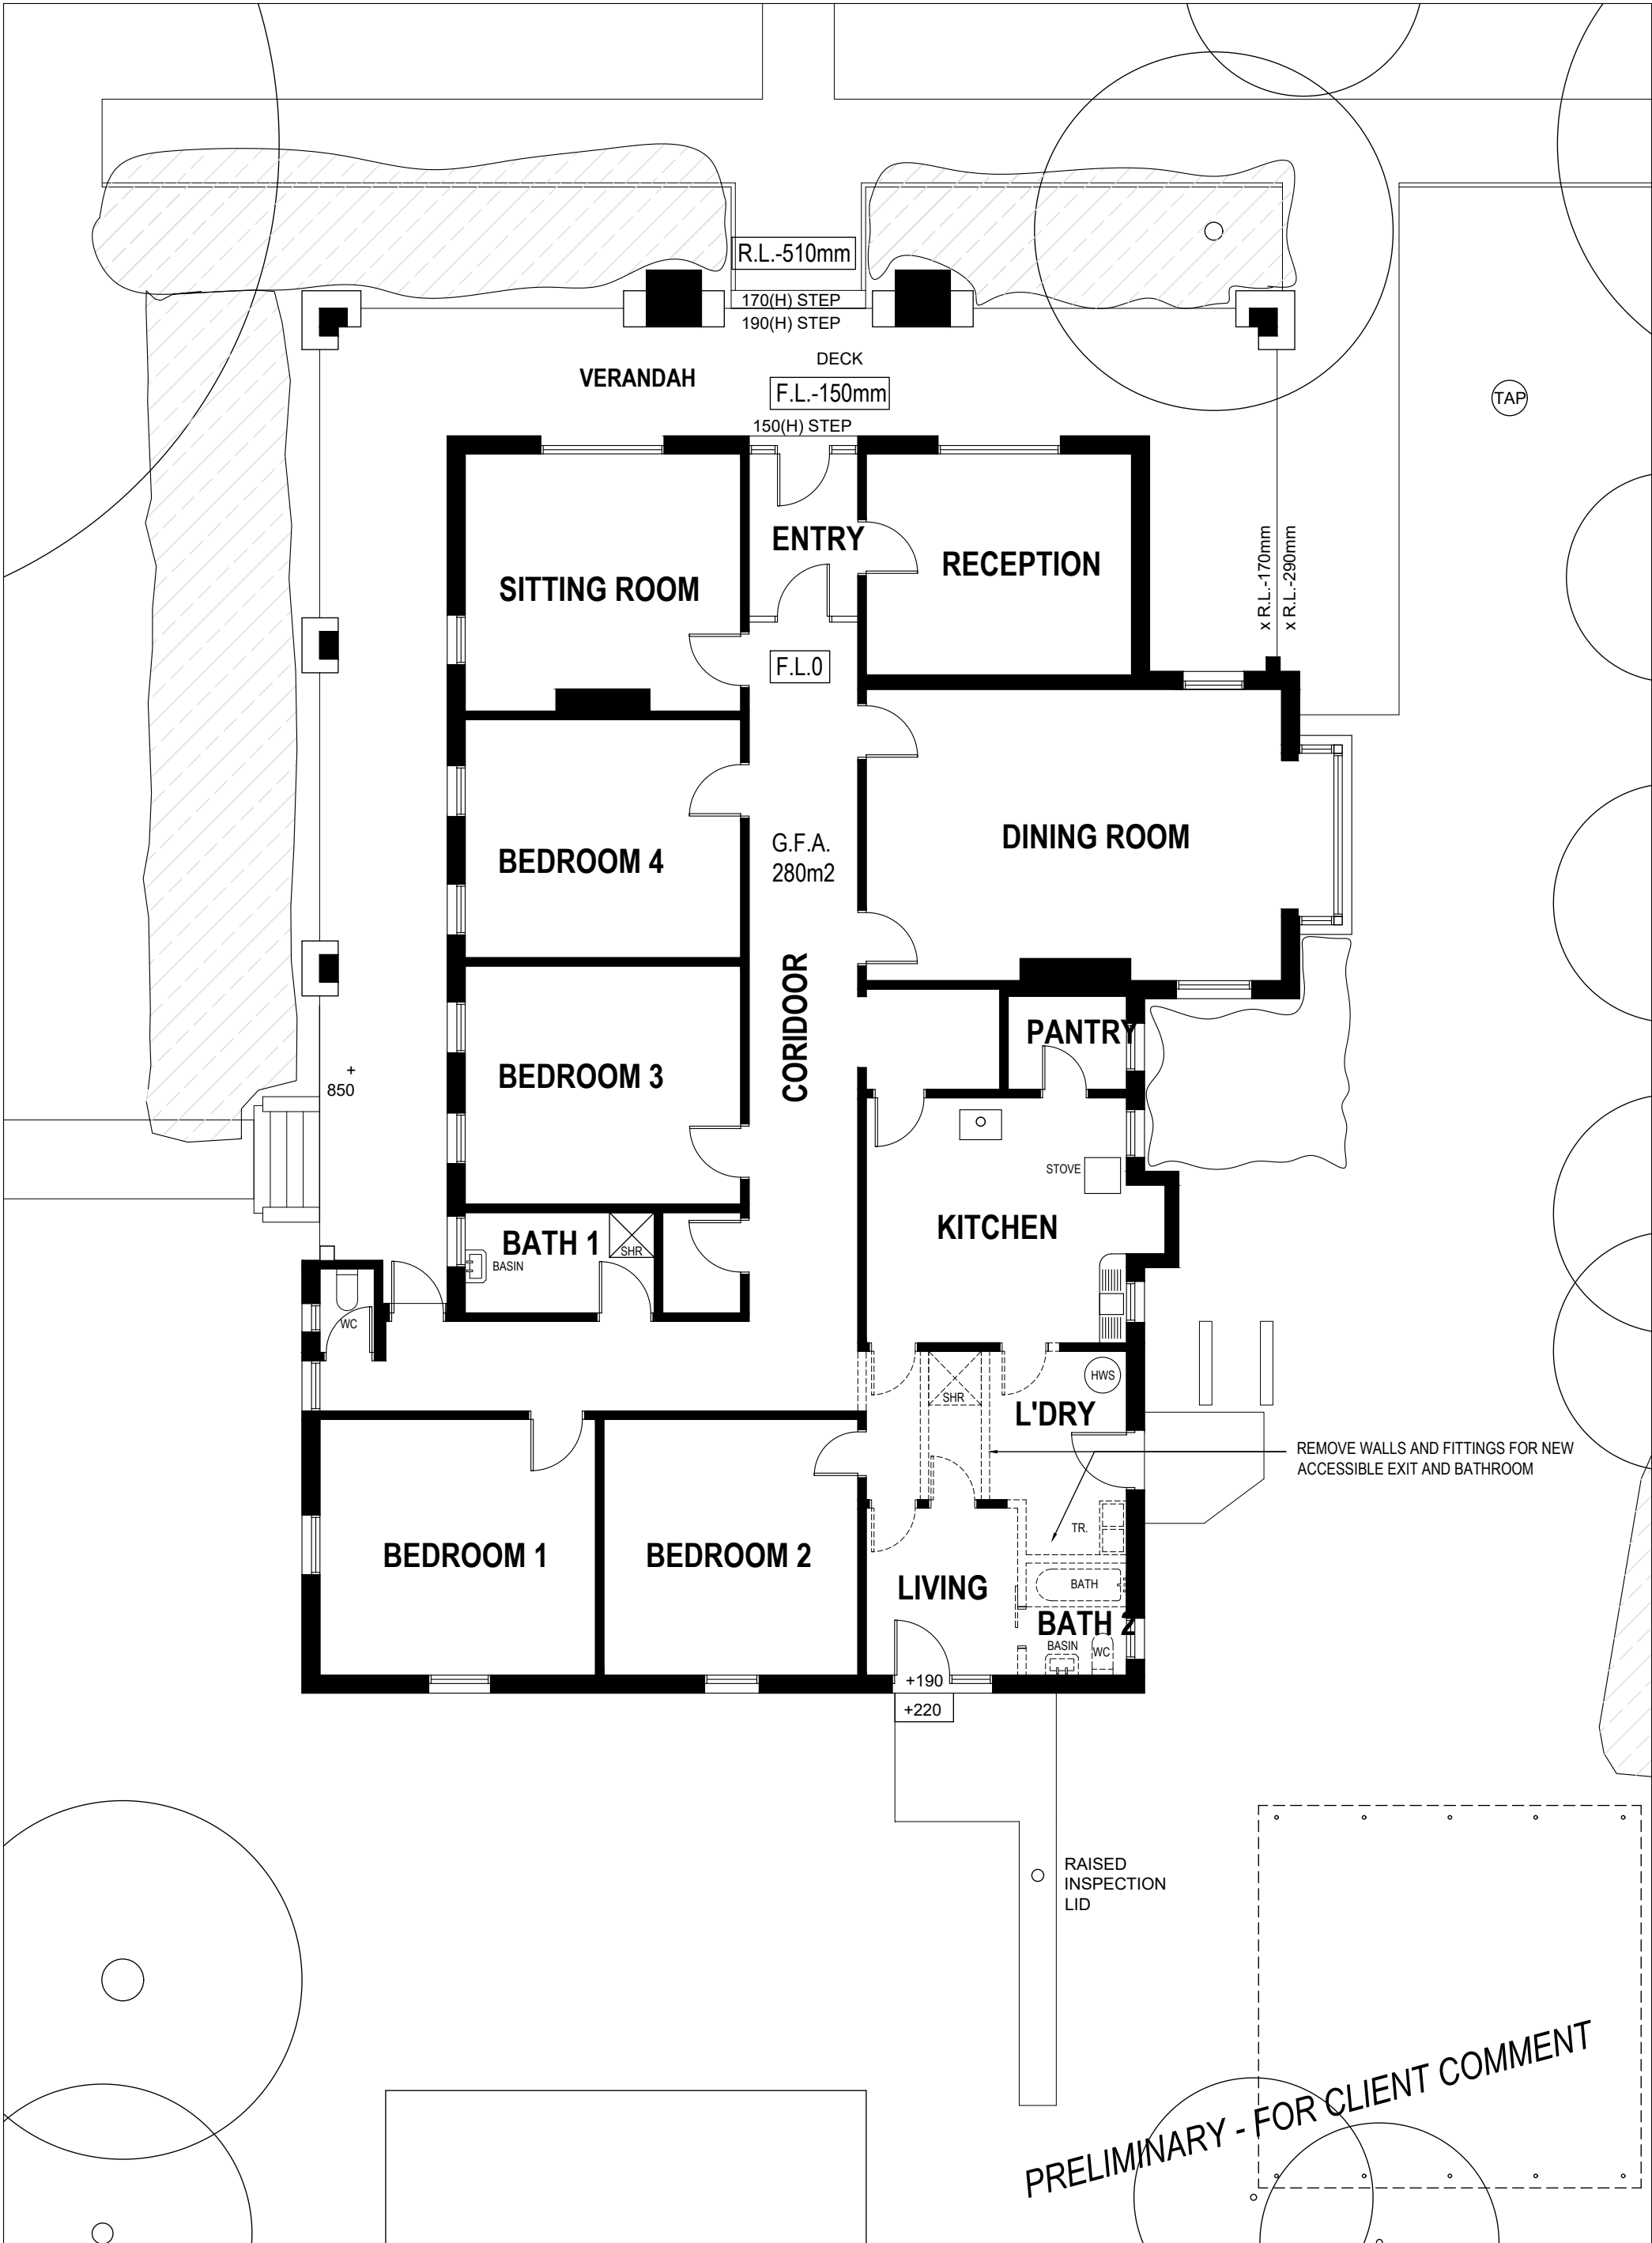 R.L.-510mm
170(H) STEP
190(H) STEP
DECK
VERANDAH
F.L.-150mm
TAP
150(H) STEP
ENTRY
RECEPTION
SITTING ROOM
x R.L.-170mm
x R.L.-290mm
F.L.0
DINING ROOM
G.F.A.
280m2
BEDROOM 4
CORIDOOR
PANTRY
BEDROOM 3
+
850
STOVE
KITCHEN
BATH 1
SHR
BASIN
WC
HWS
SHR
L'DRY
REMOVE WALLS AND FITTINGS FOR NEW
ACCESSIBLE EXIT AND BATHROOM
TR.
BEDROOM 1
BEDROOM 2
LIVING
BATH
BATH 2
BASIN
WC
+190
+220
RAISED
INSPECTION
LID
PRELIMINARY - FOR CLIENT COMMENT